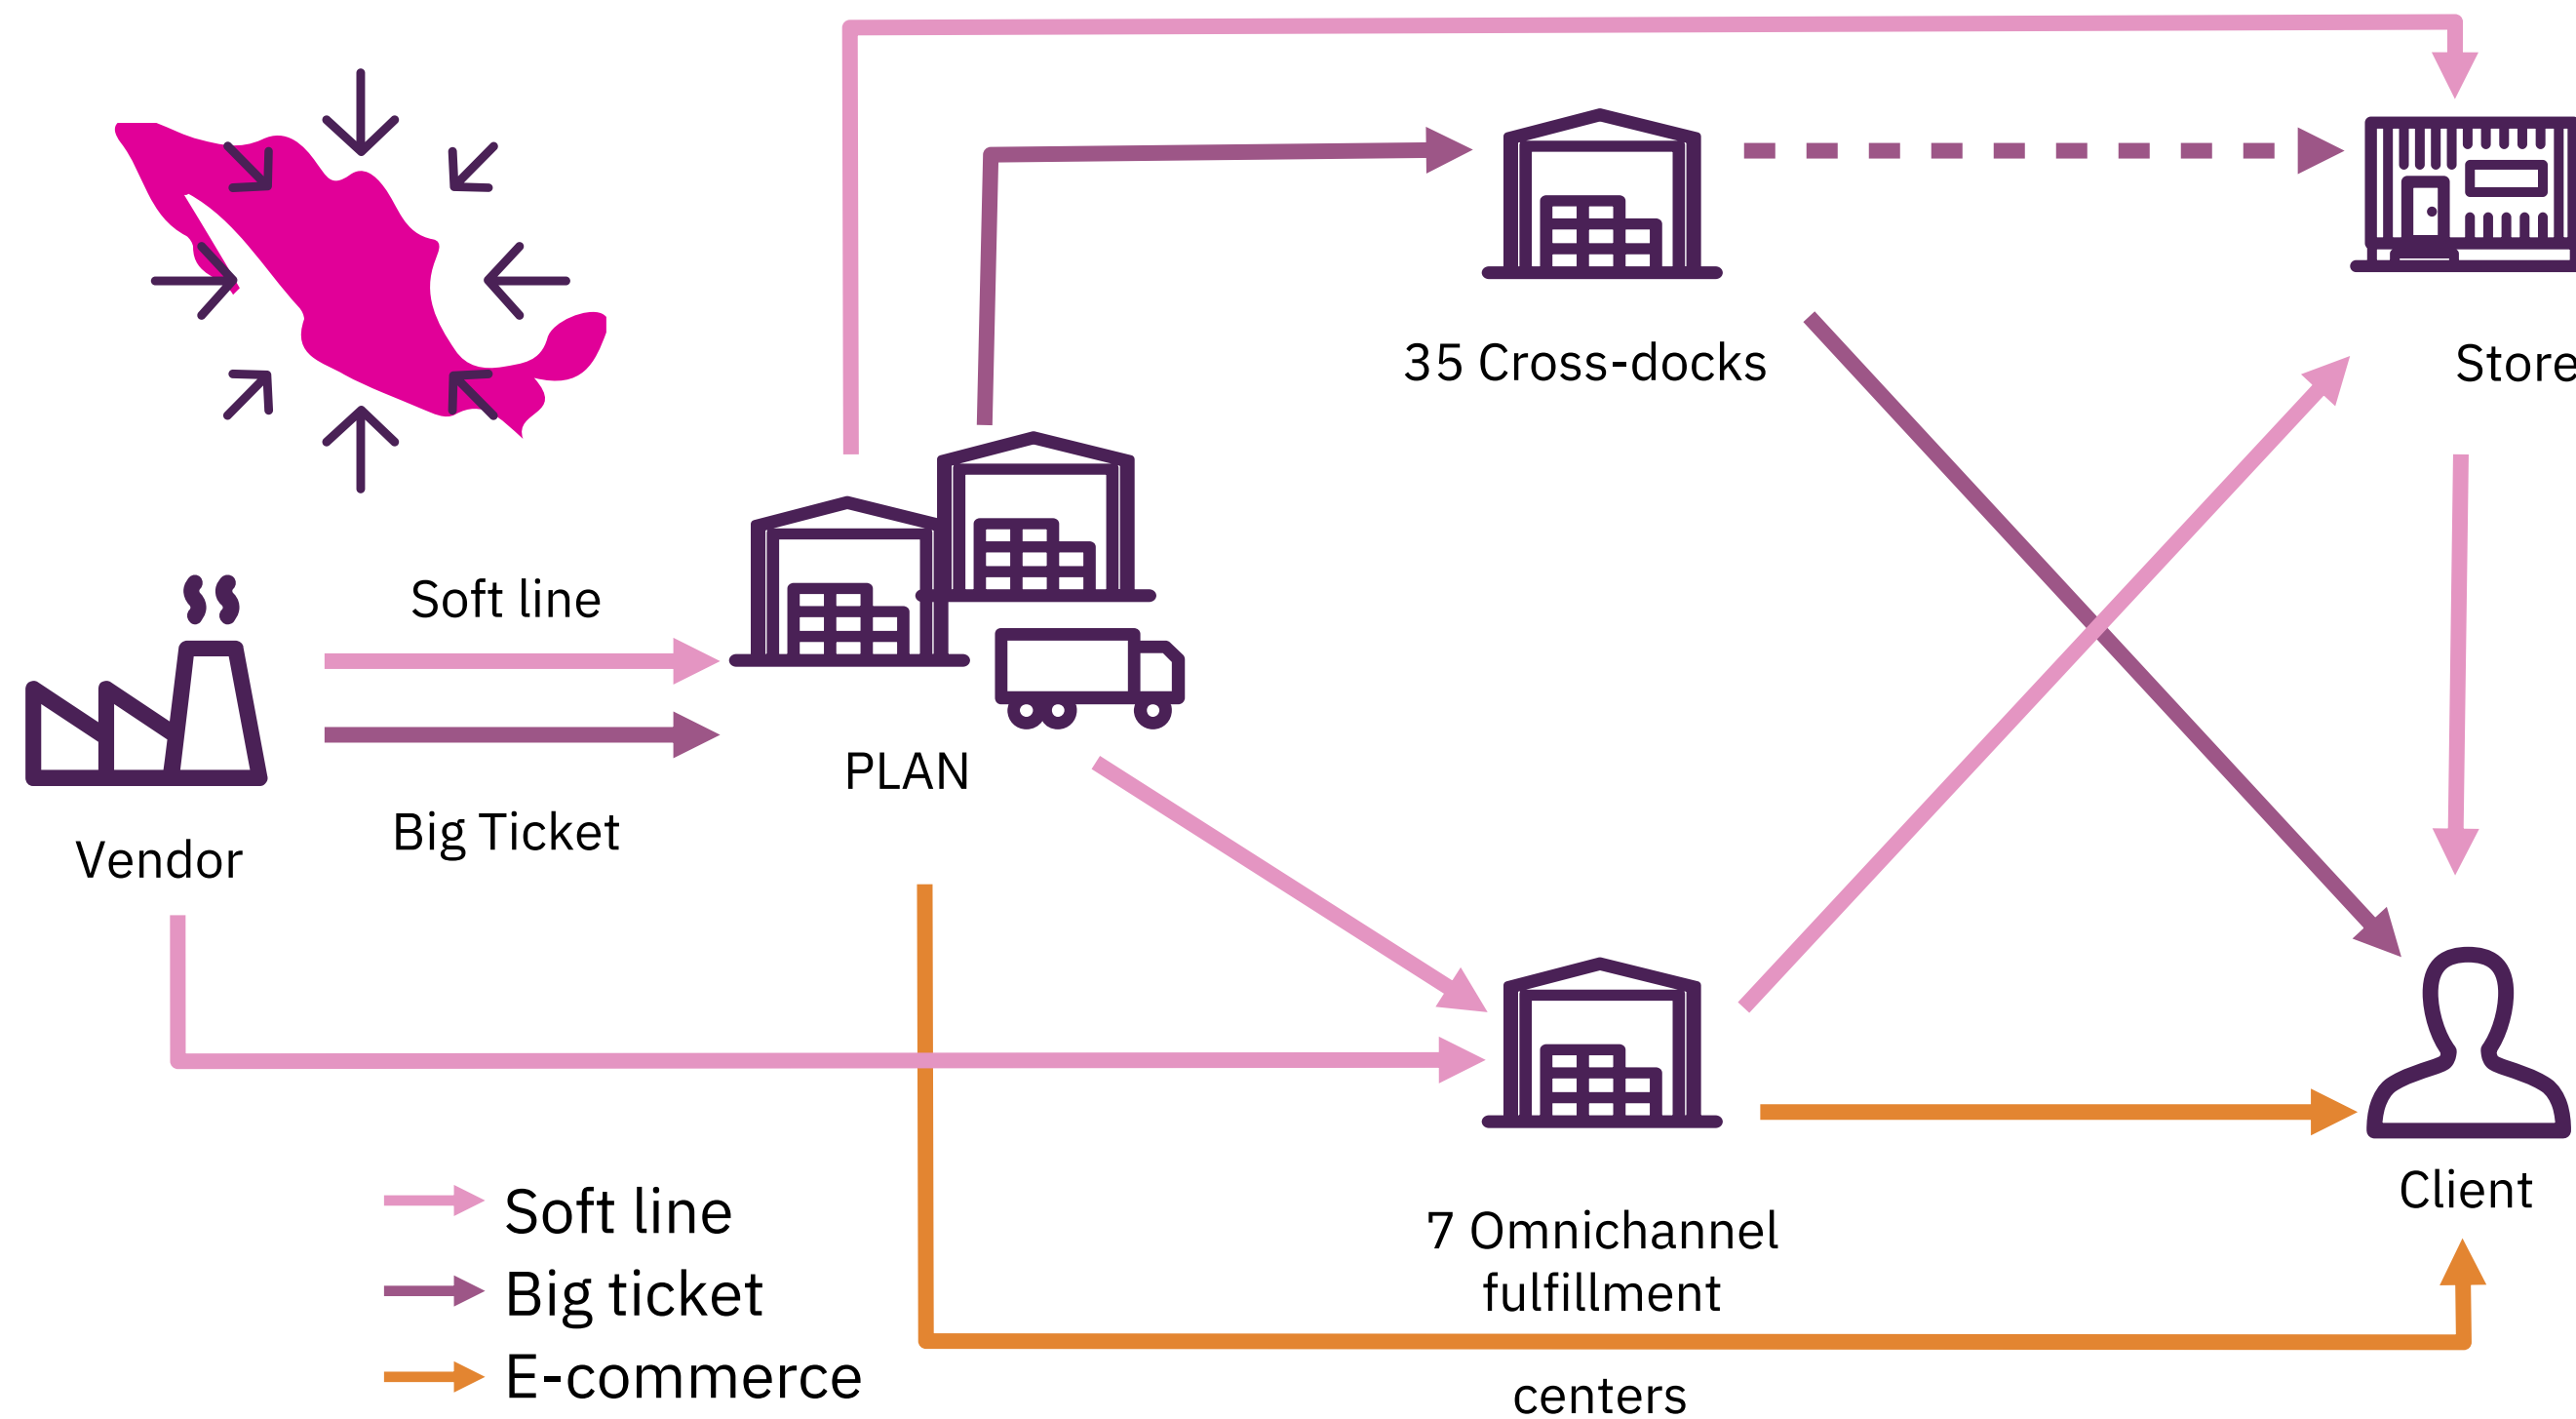 35 Cross-docks
Store
Soft line
PLAN
Big Ticket
Vendor
Client
Soft line
7 Omnichannel
Big ticket
fulfillment
E-commerce
centers